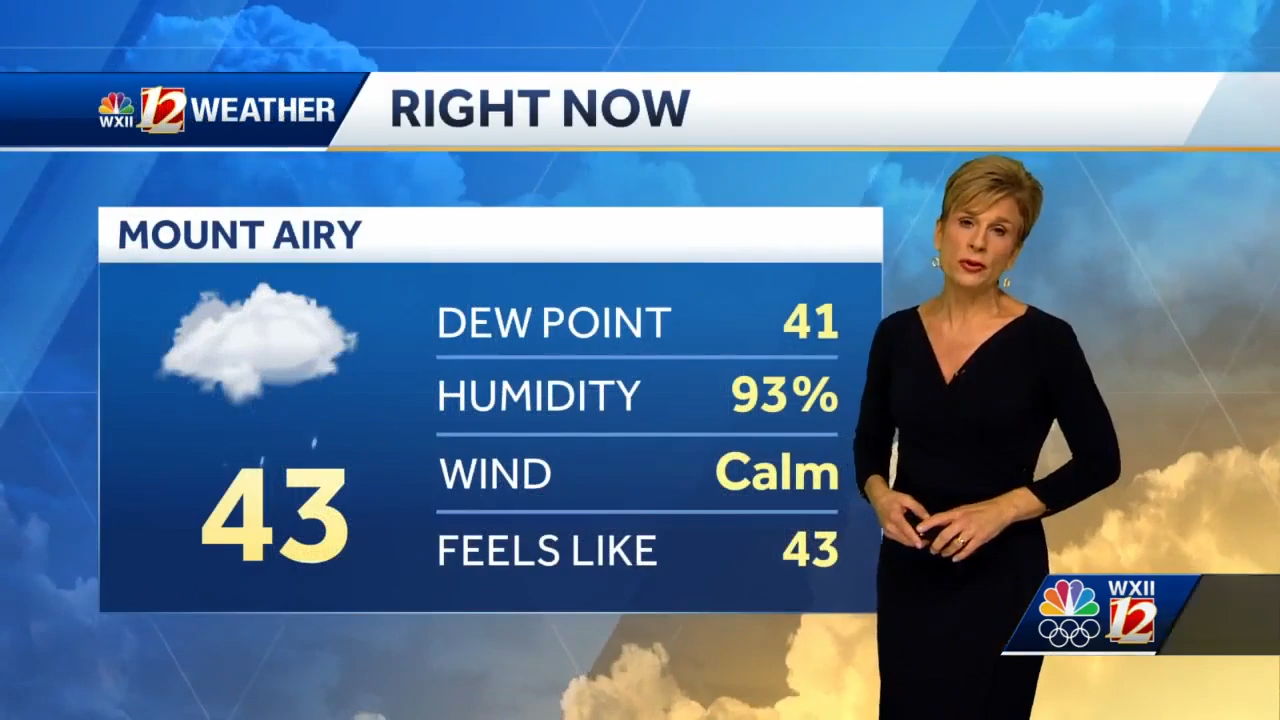 WXII 12 WEATHER
RIGHT NOW
MOUNT AIRY
43
DEW POINT 41
HUMIDITY 93%
WIND Calm
FEELS LIKE 43
WXII
12